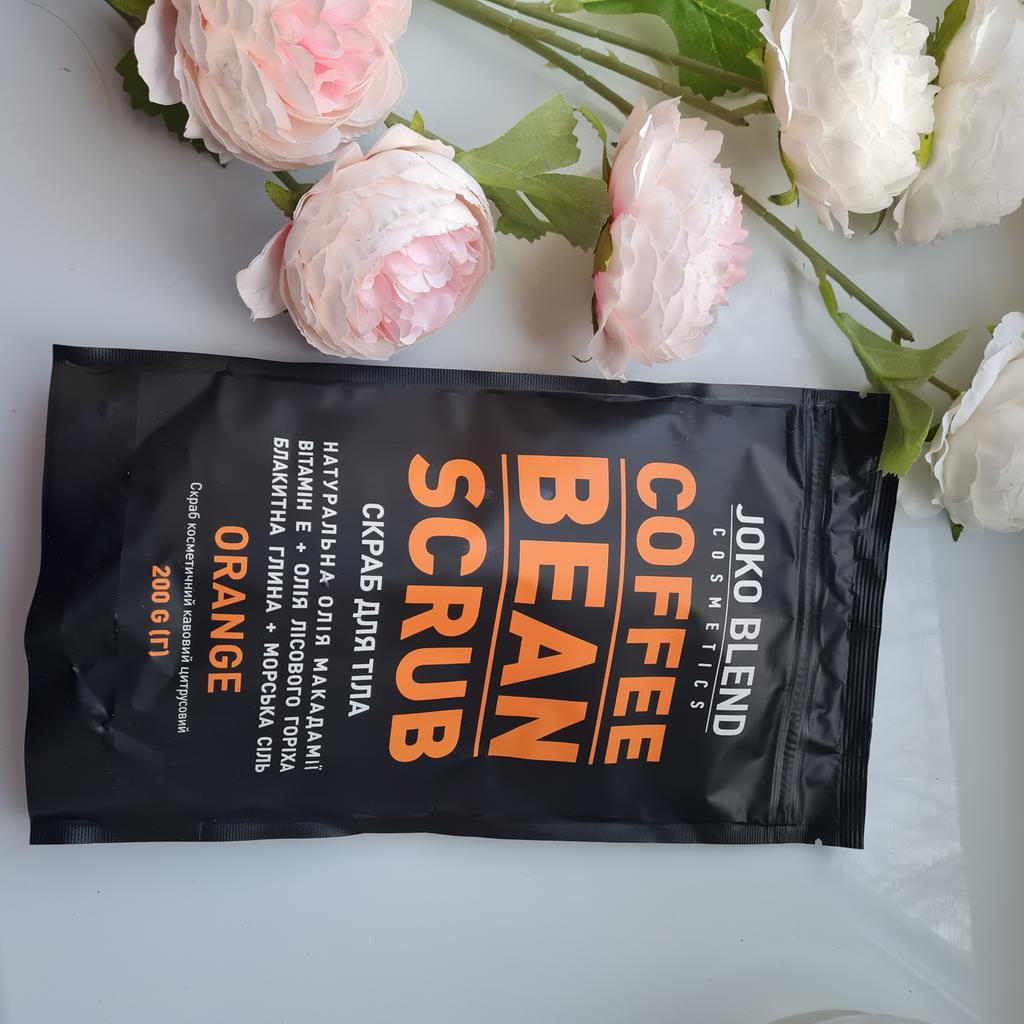 JOKO BLEND
COSMETICS
COFFEE
BEAN
SCRUB
СКРАБ ДЛЯ ТІЛА
НАТУРАЛЬНА ОЛІЯ МАКАДАМІЇ
ВІТАМІН Е + ОЛІЯ ЛІСОВОГО ГОРІХА
БЛАКИТНА ГЛИНА + МОРСЬКА СІЛЬ
ORANGE
Скраб косметичний кавовий цитрусовий
200 G (Г)